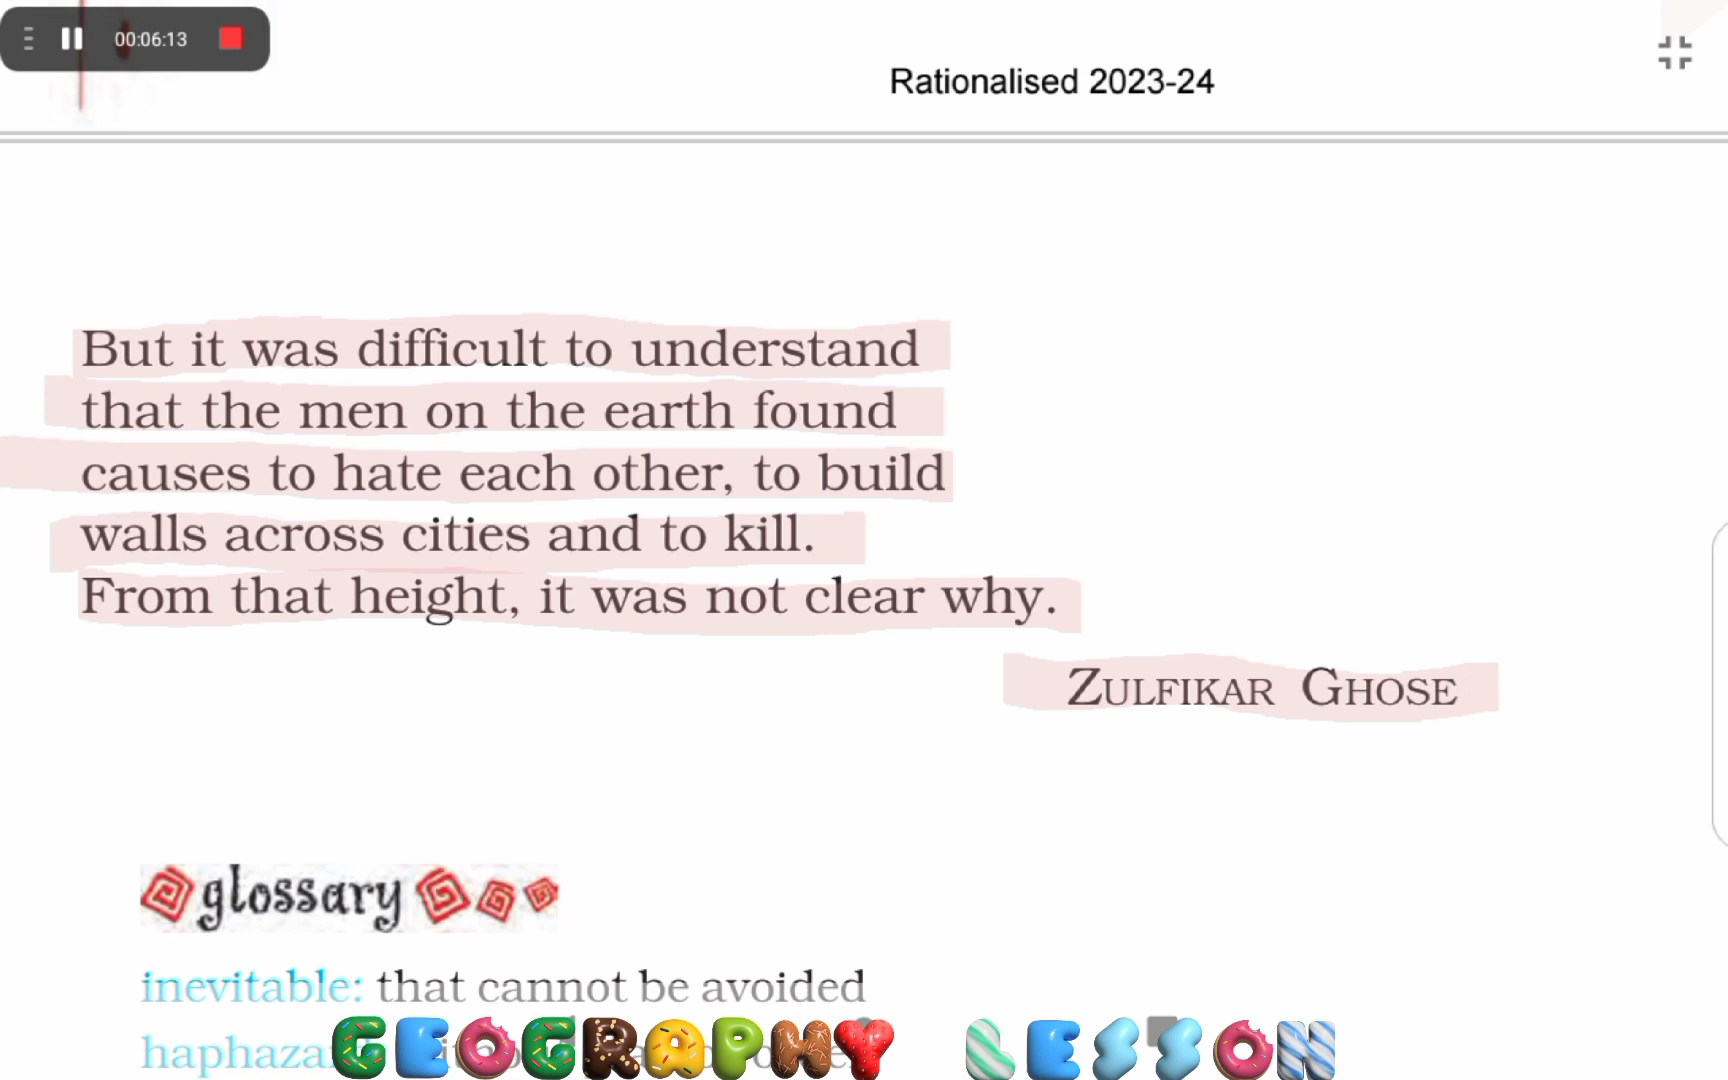 00:06:13
Rationalised 2023-24
But it was difficult to understand
that the men on the earth found
causes to hate each other, to build
walls across cities and to kill.
From that height, it was not clear why.
ZULFIKAR GHOSE
glossary
inevitable: that cannot be avoided
GEOGRAPHY LESSON